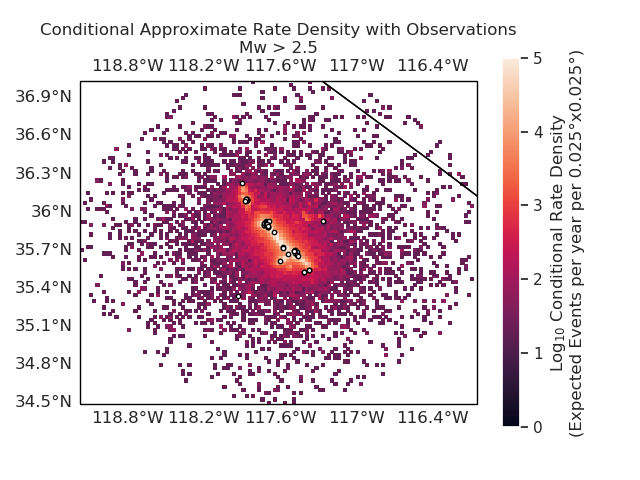 Conditional Approximate Rate Density with Observations
Mw > 2.5
118.8°W 118.2°W 117.6°W 117°W 116.4°W
36.9°N
36.6°N
36.3°N
36°N
35.7°N
35.4°N
35.1°N
34.8°N
34.5°N
118.8°W 118.2°W 117.6°W 117°W 116.4°W
5
4
3
2
1
0
Log₁₀ Conditional Rate Density
(Expected Events per year per 0.025°x0.025°)